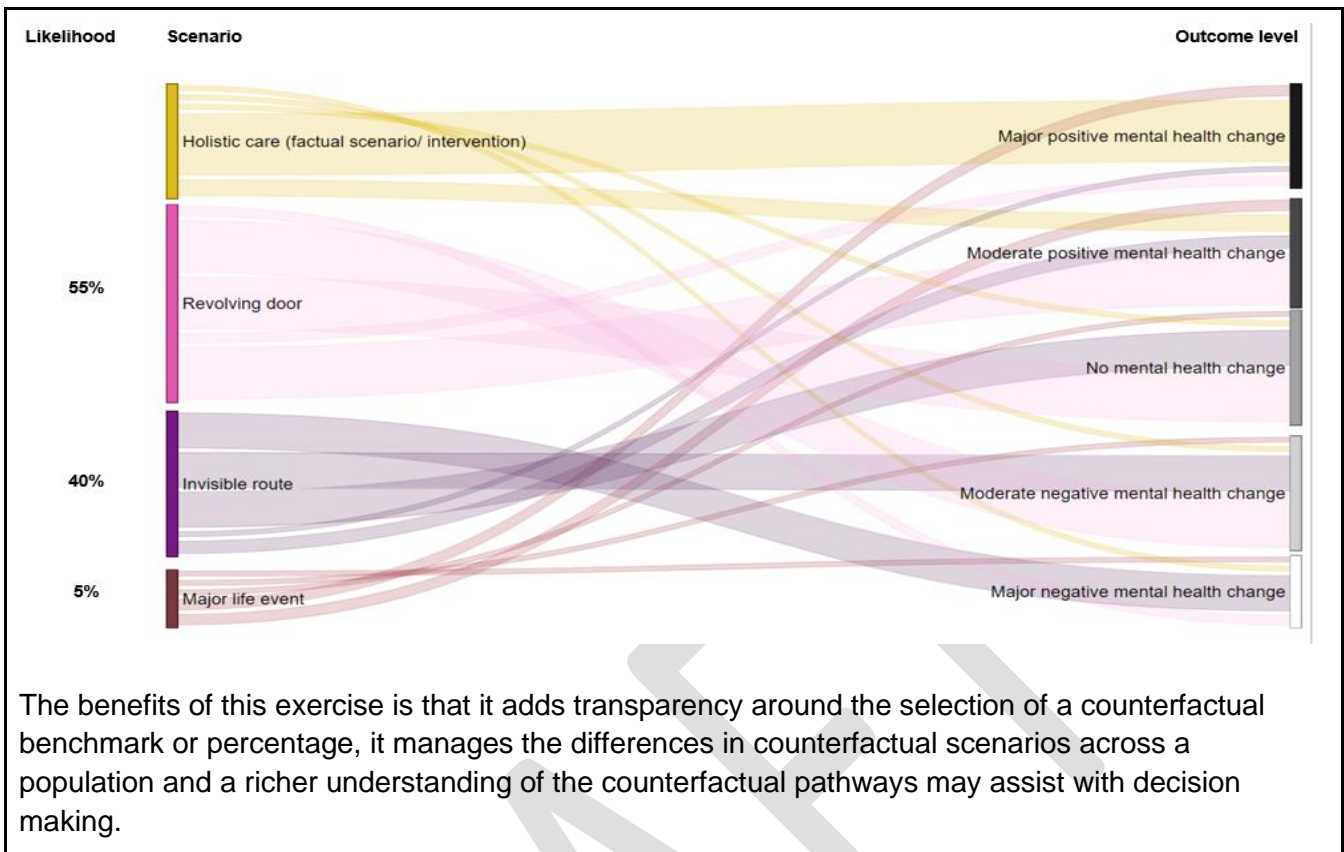 Likelihood Scenario Outcome level
Holistic care (factual scenario/ intervention) Major positive mental health change
Moderate positive mental health change
55% Revolving door
No mental health change
40% Invisible route Moderate negative mental health change
5% Major life event Major negative mental health change
The benefits of this exercise is that it adds transparency around the selection of a counterfactual
benchmark or percentage, it manages the differences in counterfactual scenarios across a
population and a richer understanding of the counterfactual pathways may assist with decision
making.